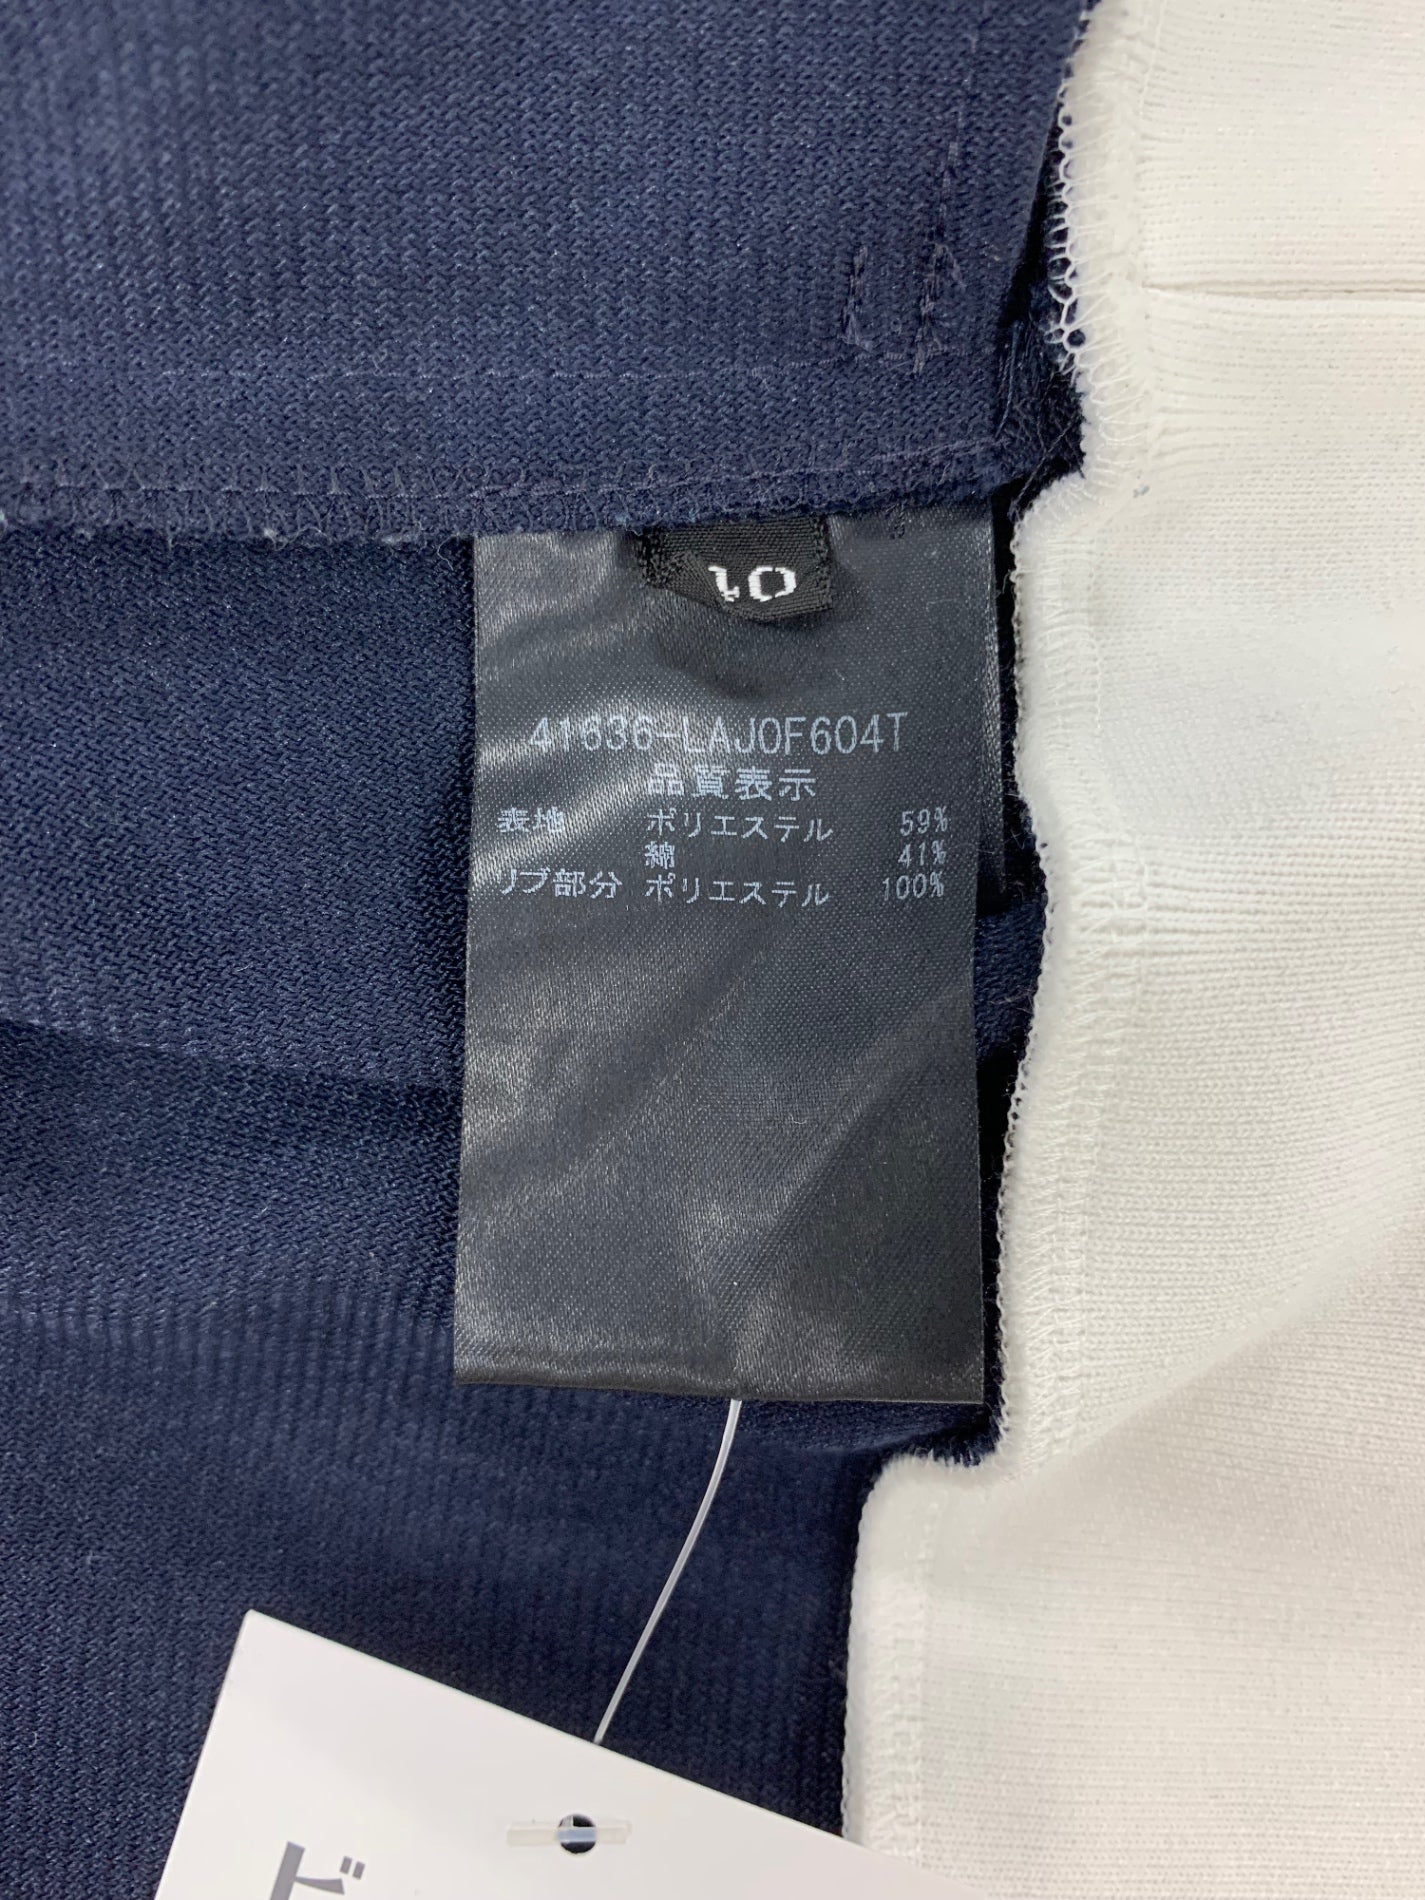 10
41636-LAJOF604T
品質表示
表地 ポリエステル 59%
綿 41%
リブ部分 ポリエステル 100%